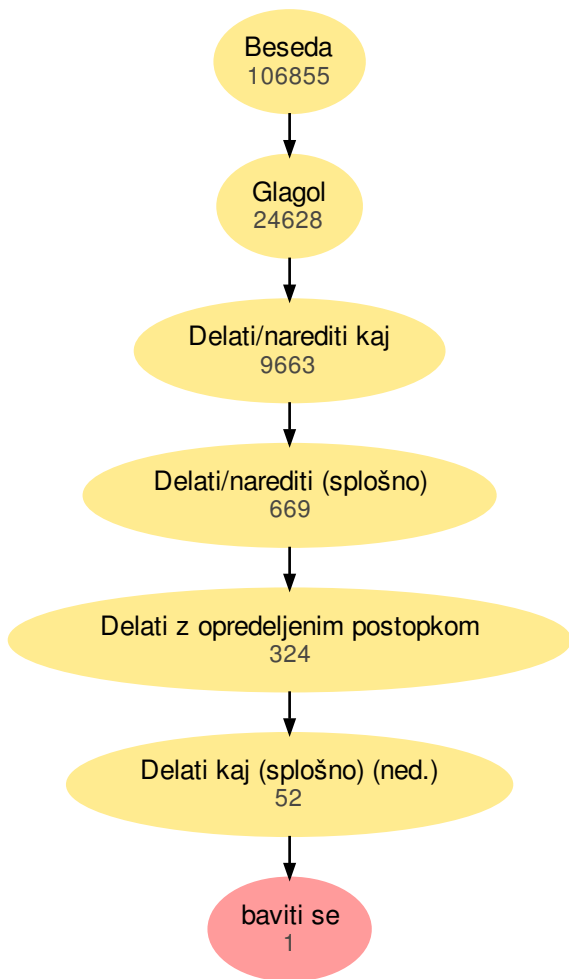 Beseda
106855
Glagol
24628
Delati/narediti kaj
9663
Delati/narediti (splošno)
669
Delati z opredeljenim postopkom
324
Delati kaj (splošno) (ned.)
52
baviti se
1